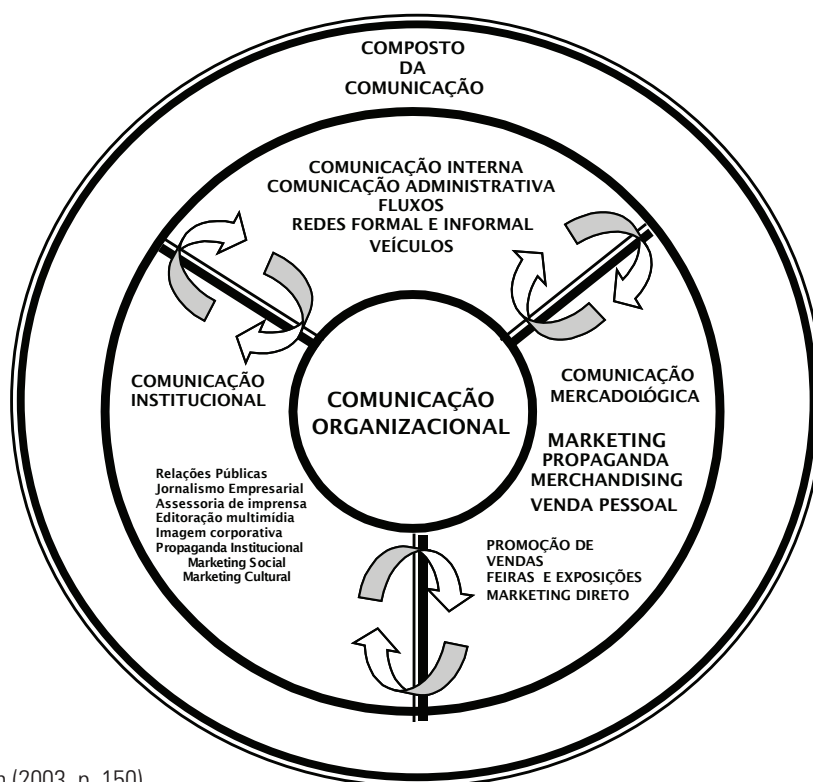 COMPOSTO
DA
COMUNICAÇÃO
COMUNICAÇÃO INTERNA
COMUNICAÇÃO ADMINISTRATIVA
FLUXOS
REDES FORMAL E INFORMAL
VEÍCULOS
COMUNICAÇÃO
INSTITUCIONAL
Relações Públicas
Jornalismo Empresarial
Assessoria de imprensa
Editoração multimídia
Imagem corporativa
Propaganda Institucional
Marketing Social
Marketing Cultural
COMUNICAÇÃO
ORGANIZACIONAL
COMUNICAÇÃO
MERCADOLÓGICA
MARKETING
PROPAGANDA
MERCHANDISING
VENDA PESSOAL
PROMOÇÃO DE
VENDAS
FEIRAS E EXPOSIÇÕES
MARKETING DIRETO
(2003, p. 150)